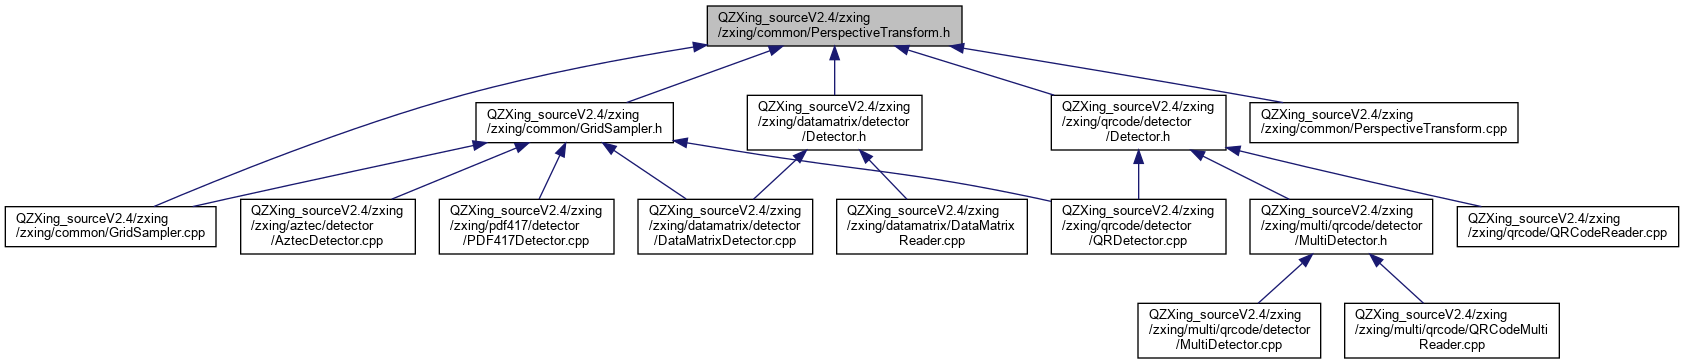 QZXing_sourceV2.4/zxing
/zxing/common/PerspectiveTransform.h
QZXing_sourceV2.4/zxing
/zxing/common/GridSampler.h
QZXing_sourceV2.4/zxing
/zxing/datamatrix/detector
/Detector.h
QZXing_sourceV2.4/zxing
/zxing/qrcode/detector
/Detector.h
QZXing_sourceV2.4/zxing
/zxing/common/PerspectiveTransform.cpp
QZXing_sourceV2.4/zxing
/zxing/common/GridSampler.cpp
QZXing_sourceV2.4/zxing
/zxing/aztec/detector
/AztecDetector.cpp
QZXing_sourceV2.4/zxing
/zxing/pdf417/detector
/PDF417Detector.cpp
QZXing_sourceV2.4/zxing
/zxing/datamatrix/detector
/DataMatrixDetector.cpp
QZXing_sourceV2.4/zxing
/zxing/datamatrix/DataMatrix
Reader.cpp
QZXing_sourceV2.4/zxing
/zxing/qrcode/detector
/QRDetector.cpp
QZXing_sourceV2.4/zxing
/zxing/multi/qrcode/detector
/MultiDetector.h
QZXing_sourceV2.4/zxing
/zxing/qrcode/QRCodeReader.cpp
QZXing_sourceV2.4/zxing
/zxing/multi/qrcode/detector
/MultiDetector.cpp
QZXing_sourceV2.4/zxing
/zxing/multi/qrcode/QRCodeMulti
Reader.cpp